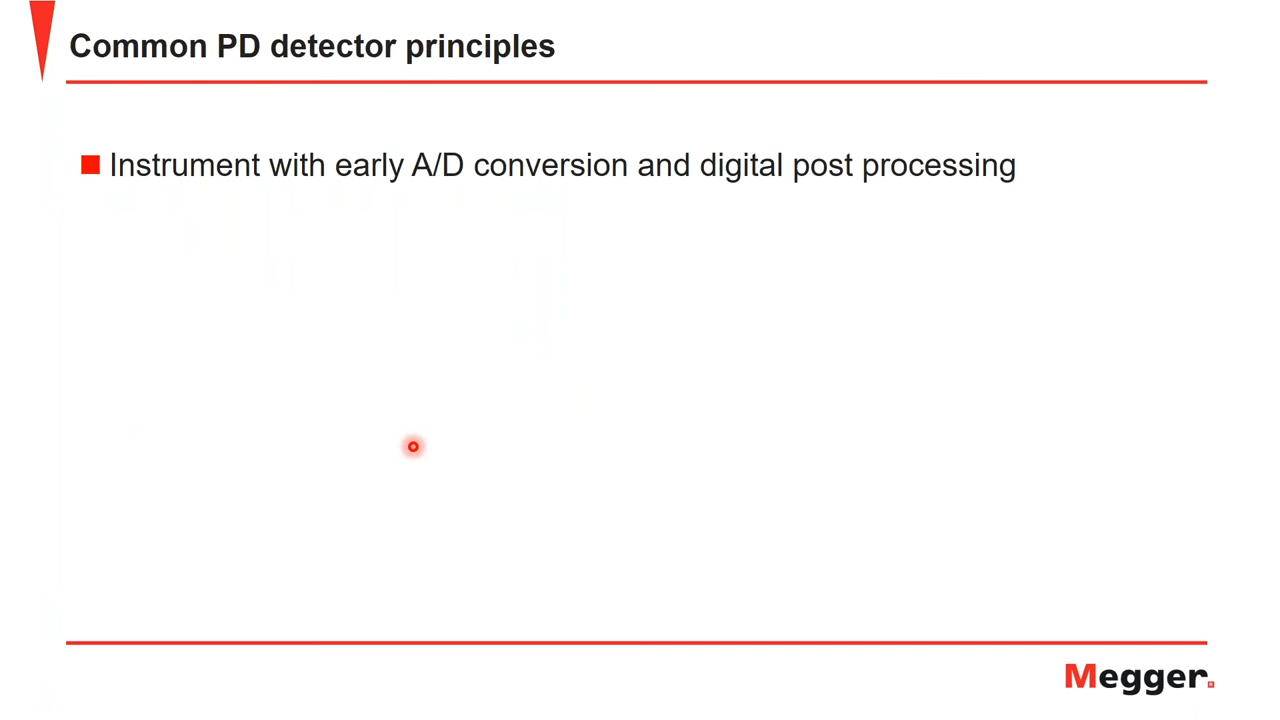 Common PD detector principles
Instrument with early A/D conversion and digital post processing
Megger.